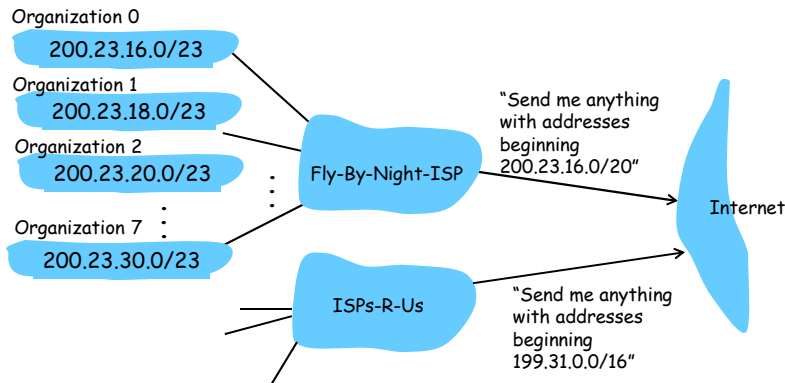 Organization 0
200.23.16.0/23
Organization 1
200.23.18.0/23
Organization 2
200.23.20.0/23
Organization 7
200.23.30.0/23
Fly-By-Night-ISP
“Send me anything
with addresses
beginning
200.23.16.0/20”
Internet
ISPs-R-Us
“Send me anything
with addresses
beginning
199.31.0.0/16”